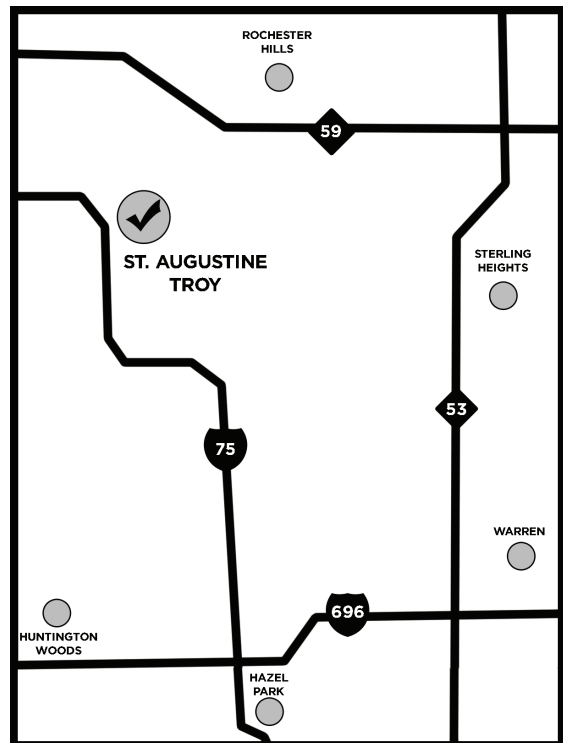 ROCHESTER
HILLS
59
ST. AUGUSTINE
TROY
STERLING
HEIGHTS
53
75
WARREN
696
HUNTINGTON
WOODS
HAZEL
PARK